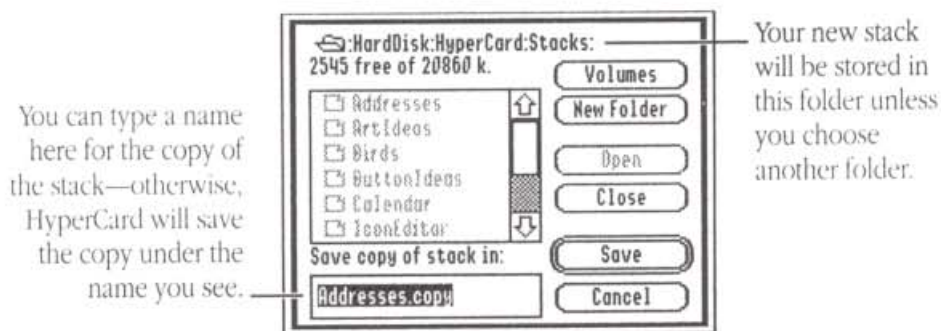 You can type a name
here for the copy of
the stack—otherwise,
HyperCard will save
the copy under the
name you see.
:HardDisk:HyperCard:Stacks:
2545 free of 20860 k.
Addresses
ArtIdeas
Birds
ButtonIdeas
Calendar
IconEditor
Save copy of stack in:
Addresses.copy
Volumes
New Folder
Open
Close
Save
Cancel
Your new stack
will be stored in
this folder unless
you choose
another folder.